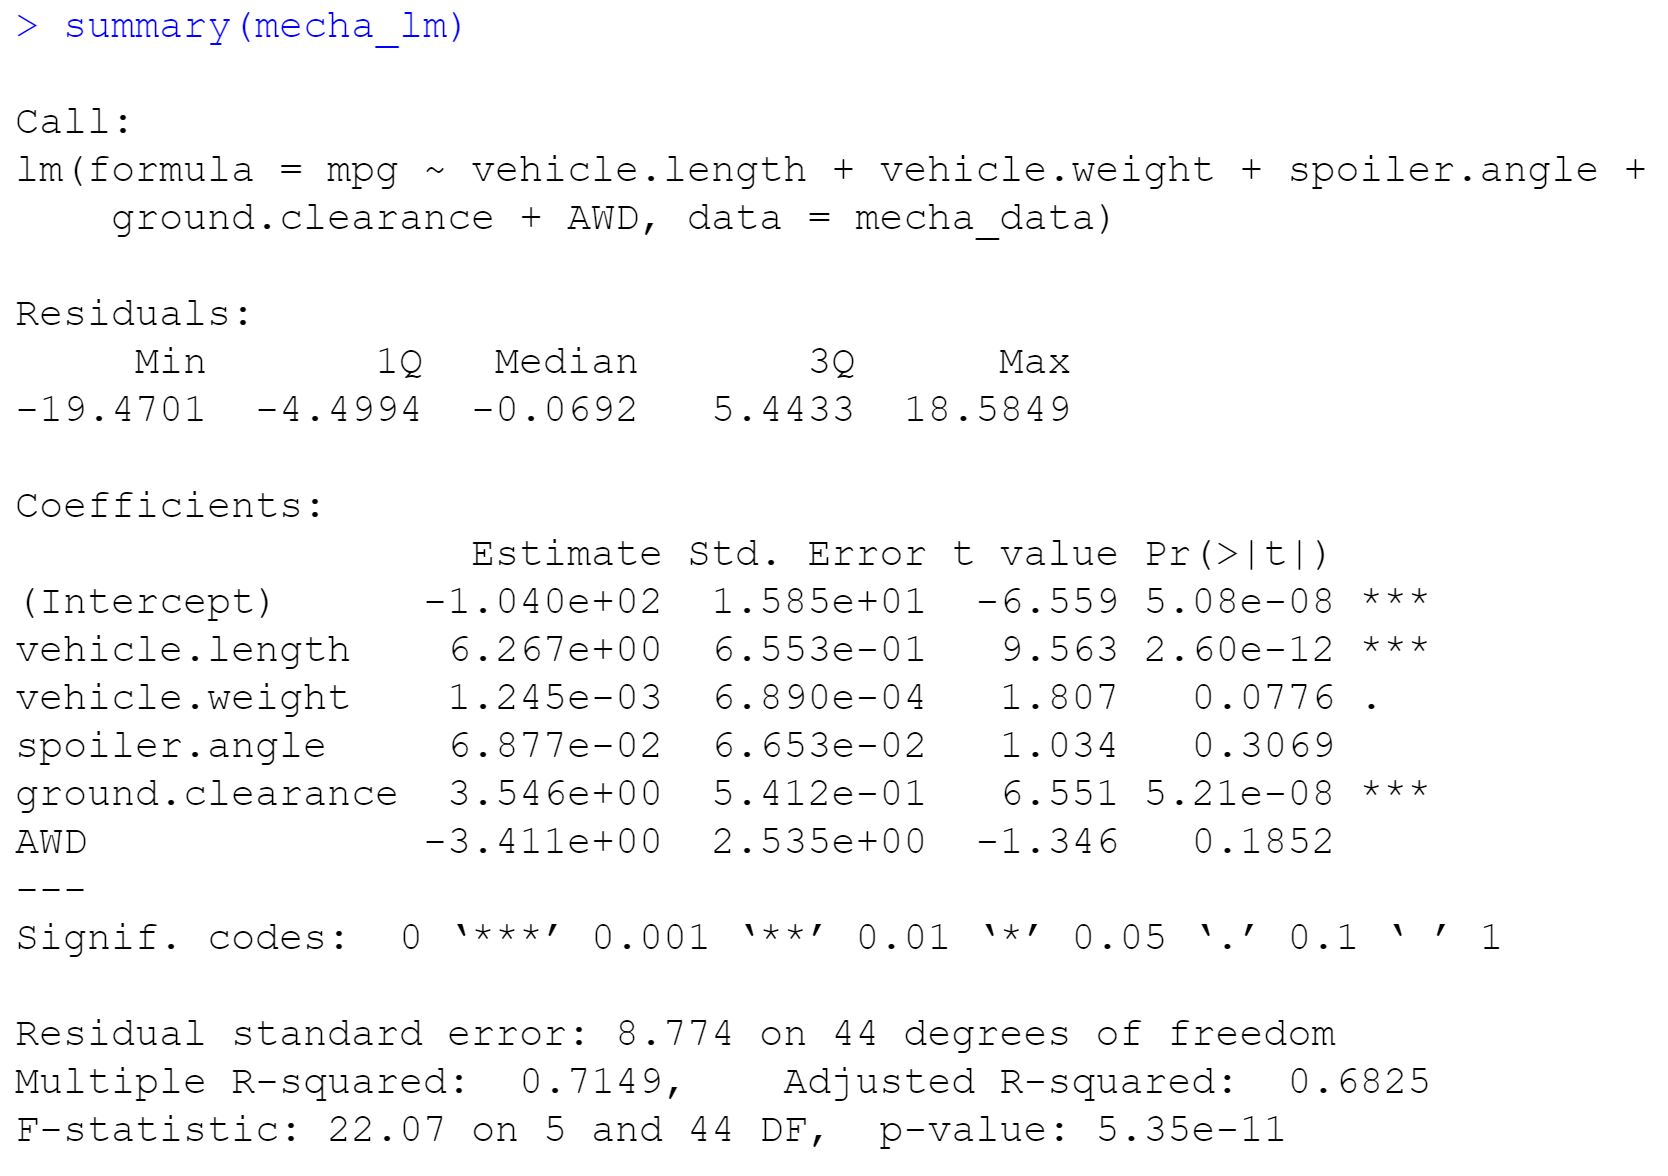 > summary(mecha_lm)
Call:
lm(formula = mpg ~ vehicle.length + vehicle.weight + spoiler.angle +
    ground.clearance + AWD, data = mecha_data)
Residuals:
     Min       1Q   Median       3Q      Max
-19.4701  -4.4994  -0.0692   5.4433  18.5849
Coefficients:
                   Estimate Std. Error t value Pr(>|t|)
(Intercept)      -1.040e+02  1.585e+01  -6.559 5.08e-08 ***
vehicle.length    6.267e+00  6.553e-01   9.563 2.60e-12 ***
vehicle.weight    1.245e-03  6.890e-04   1.807   0.0776 .
spoiler.angle     6.877e-02  6.653e-02   1.034   0.3069
ground.clearance  3.546e+00  5.412e-01   6.551 5.21e-08 ***
AWD              -3.411e+00  2.535e+00  -1.346   0.1852
---
Signif. codes:  0 ‘***’ 0.001 ‘**’ 0.01 ‘*’ 0.05 ‘.’ 0.1 ‘ ’ 1
Residual standard error: 8.774 on 44 degrees of freedom
Multiple R-squared:  0.7149,    Adjusted R-squared:  0.6825
F-statistic: 22.07 on 5 and 44 DF,  p-value: 5.35e-11